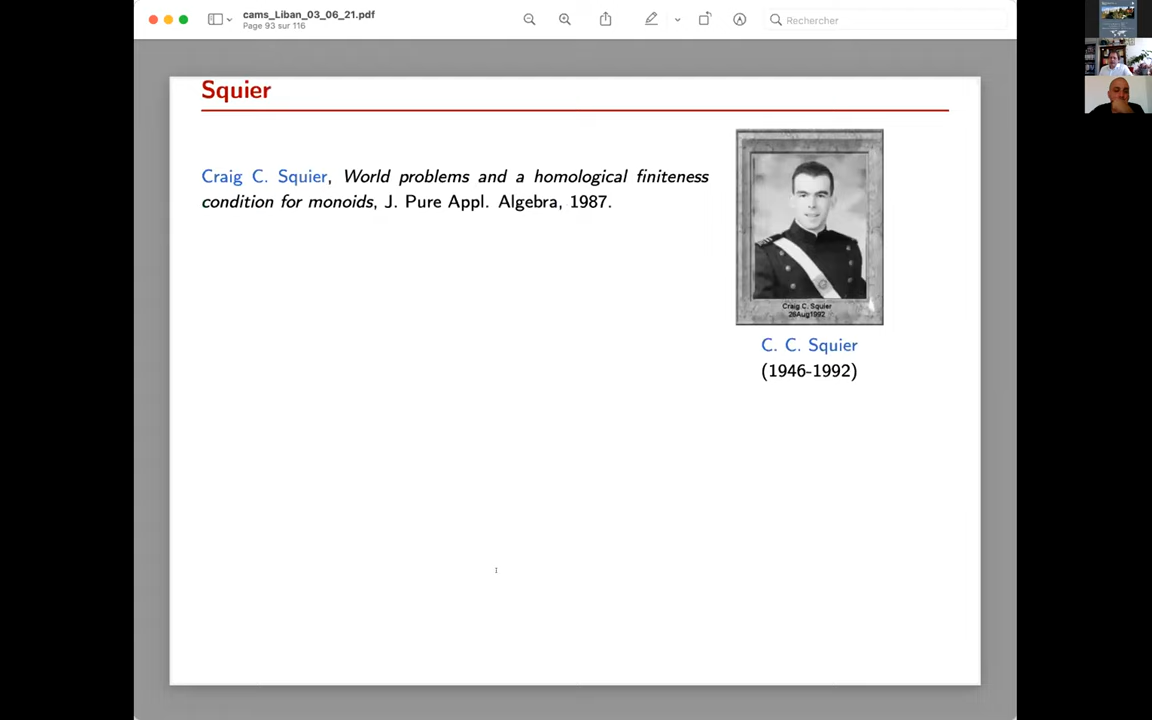 cams_Liban_03_06_21.pdf
Page 93 sur 116
Rechercher
Squier
Craig C. Squier, World problems and a homological finiteness
condition for monoids, J. Pure Appl. Algebra, 1987.
Craig C. Squier
26Aug1992
C. C. Squier
(1946-1992)